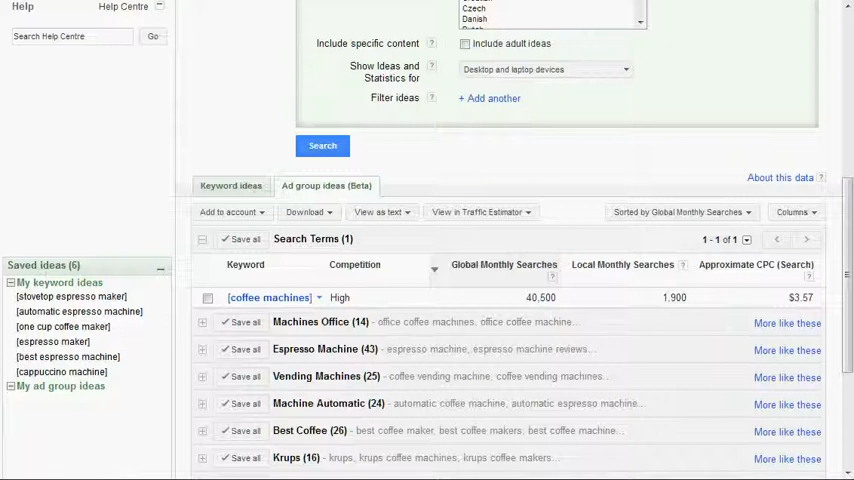 Help
Help Centre
Search Help Centre
Go
Czech
Danish
Include specific content ? Include adult ideas
Show Ideas and Statistics for ? Desktop and laptop devices
Filter ideas ? + Add another
Search
About this data ?
Keyword ideas
Ad group ideas (Beta)
Add to account
Download
View as text
View in Traffic Estimator
Sorted by Global Monthly Searches
Columns
Save all
Search Terms (1)
1 - 1 of 1
Keyword
Competition
Global Monthly Searches ?
Local Monthly Searches ?
Approximate CPC (Search) ?
[coffee machines] High 40,500 1,900 $3.57
Save all Machines Office (14) - office coffee machines, office coffee machine... More like these
Save all Espresso Machine (43) - espresso machine, espresso machine reviews... More like these
Save all Vending Machines (25) - coffee vending machine, coffee vending machines... More like these
Save all Machine Automatic (24) - automatic coffee machine, automatic espresso machine... More like these
Save all Best Coffee (26) - best coffee maker, best coffee makers, best coffee machine... More like these
Save all Krups (16) - krups, krups coffee machines, krups coffee makers... More like these
Saved ideas (6)
My keyword ideas
[stovetop espresso maker]
[automatic espresso machine]
[one cup coffee maker]
[espresso maker]
[best espresso machine]
[cappuccino machine]
My ad group ideas